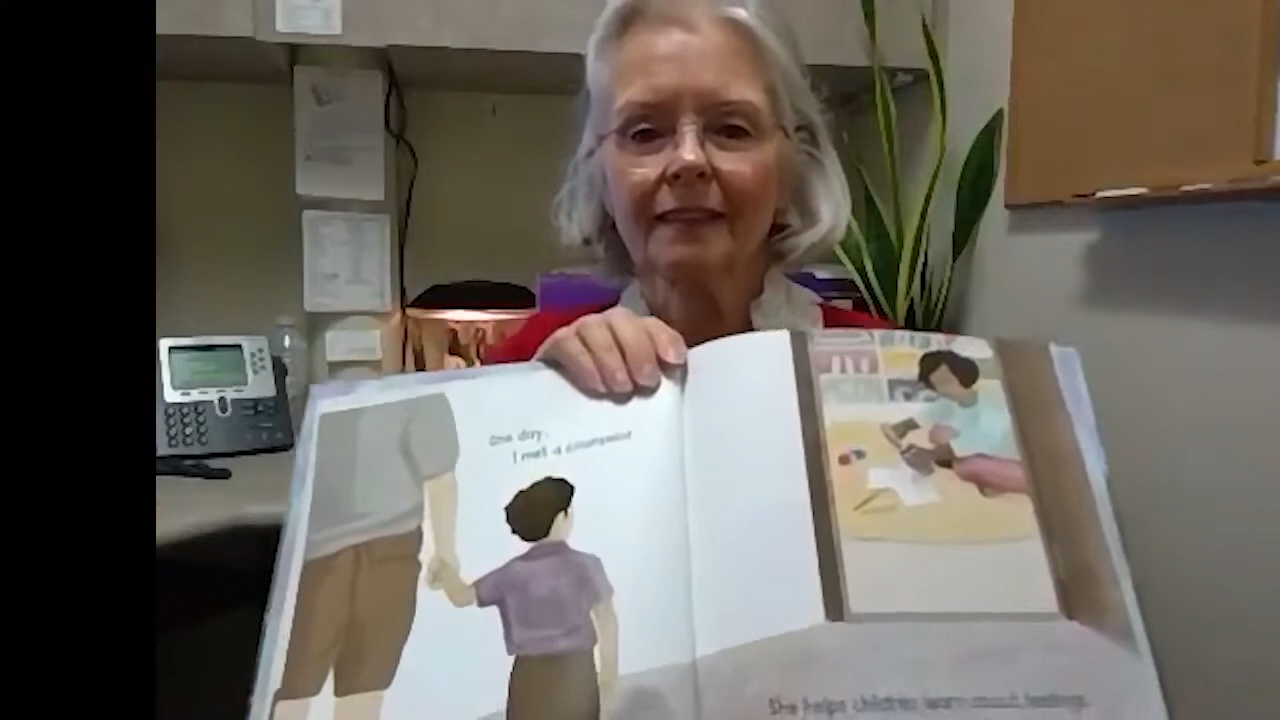 One day,
I met a counselor
She helps children learn about feelings